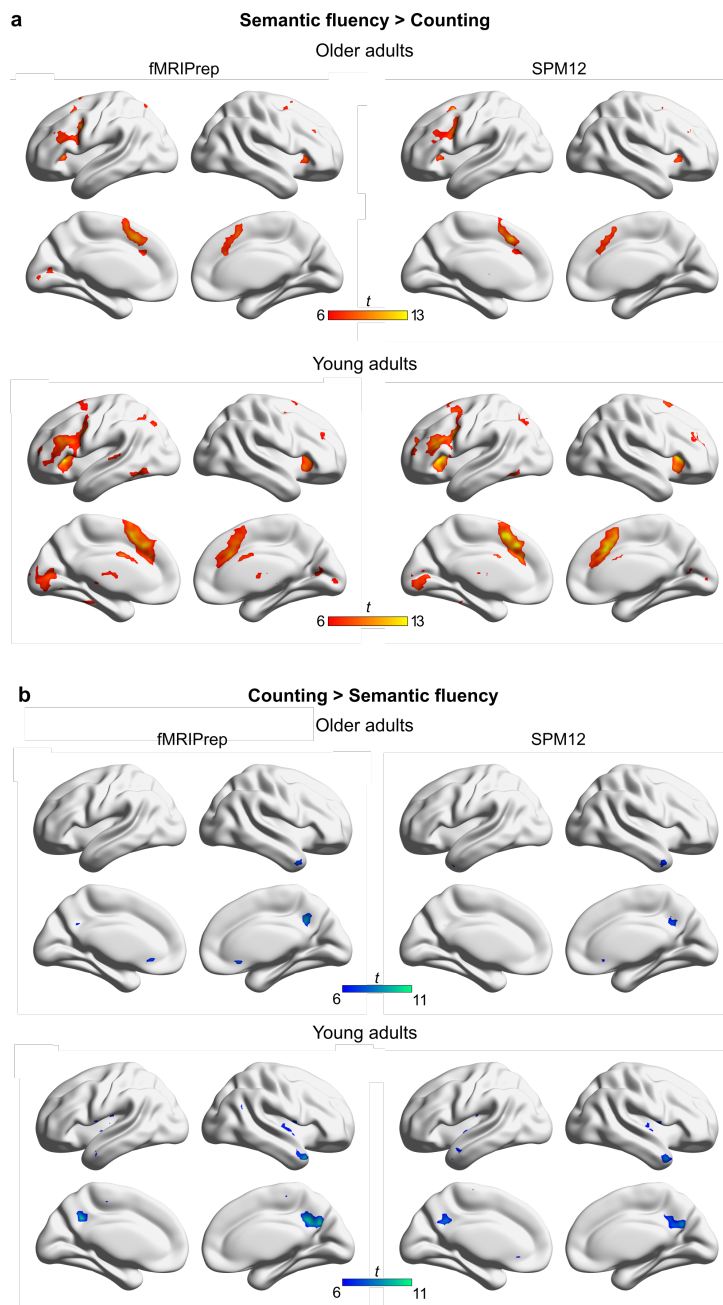 a
Semantic fluency > Counting
Older adults
fMRIPrep
SPM12
t
6 13
Young adults
t
6 13
b
Counting > Semantic fluency
Older adults
fMRIPrep
SPM12
t
6 11
Young adults
t
6 11